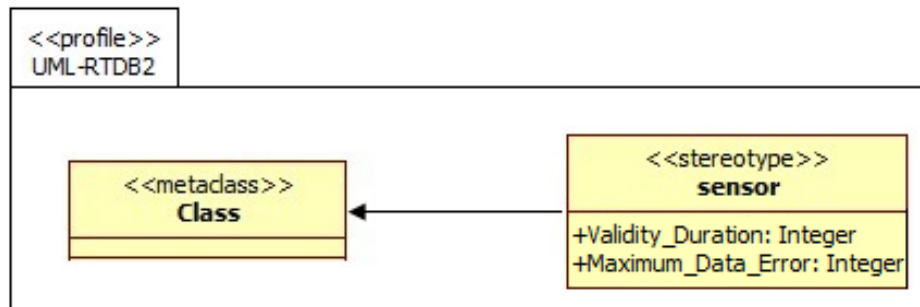 <<profile>>
UML-RTDB2
<<metaclass>>
Class
<<stereotype>>
sensor
+Validity_Duration: Integer
+Maximum_Data_Error: Integer